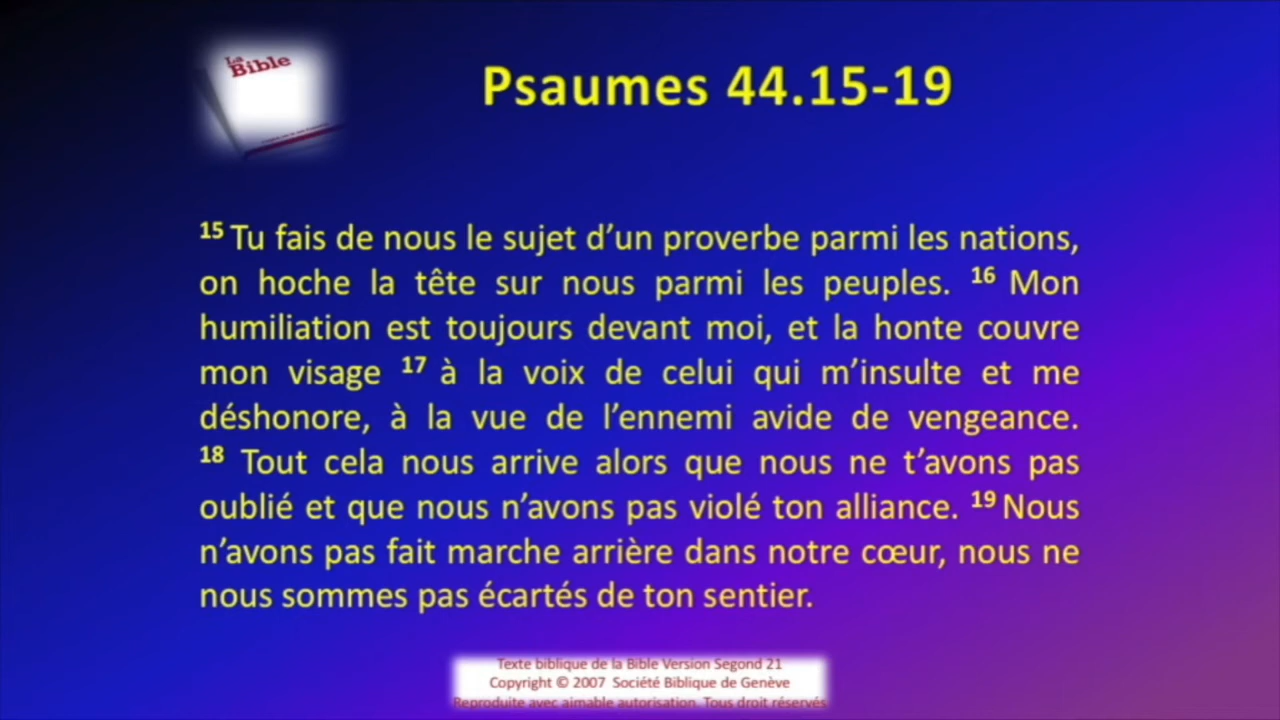 La
Bible
Psaumes 44.15-19
15 Tu fais de nous le sujet d’un proverbe parmi les nations,
on hoche la tête sur nous parmi les peuples. 16 Mon
humiliation est toujours devant moi, et la honte couvre
mon visage 17 à la voix de celui qui m’insulte et me
déshonore, à la vue de l’ennemi avide de vengeance.
18 Tout cela nous arrive alors que nous ne t’avons pas
oublié et que nous n’avons pas violé ton alliance. 19 Nous
n’avons pas fait marche arrière dans notre cœur, nous ne
nous sommes pas écartés de ton sentier.
Texte biblique de la Bible Version Segond 21
Copyright © 2007 Société Biblique de Genève
Reproduite avec aimable autorisation. Tous droit réservés